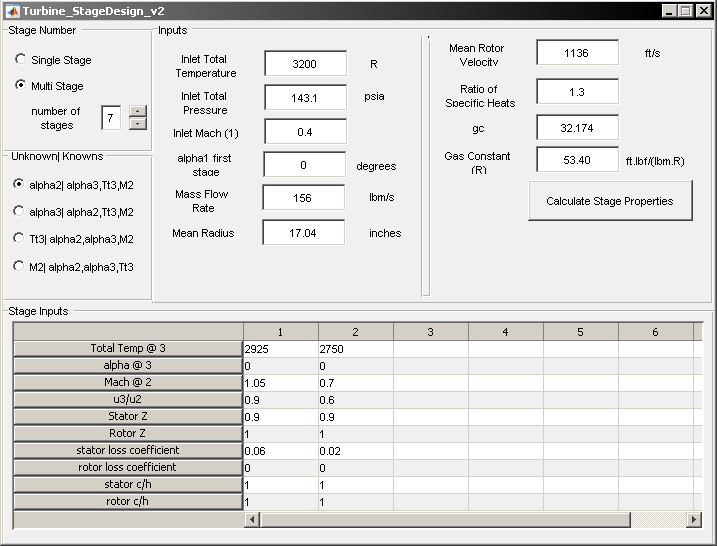 Turbine_StageDesign_v2
Stage Number
Single Stage
Multi Stage
number of
stages
7
Unknown| Knowns
alpha2| alpha3,Tt3,M2
alpha3| alpha2,Tt3,M2
Tt3| alpha2,alpha3,M2
M2| alpha2,alpha3,Tt3
Inputs
Inlet Total
Temperature
3200
R
Inlet Total
Pressure
143.1
psia
Inlet Mach (1)
0.4
alpha1 first
stage
0
degrees
Mass Flow
Rate
156
lbm/s
Mean Radius
17.04
inches
Mean Rotor
Velocity
1136
ft/s
Ratio of
Specific Heats
1.3
gc
32.174
Gas Constant
(R)
53.40
ft.lbf/(lbm.R)
Calculate Stage Properties
Stage Inputs
1 2 3 4 5 6
Total Temp @ 3 2925 2750
alpha @ 3 0 0
Mach @ 2 1.05 0.7
u3/u2 0.9 0.6
Stator Z 0.9 0.9
Rotor Z 1 1
stator loss coefficient 0.06 0.02
rotor loss coefficient 0 0
stator c/h 1 1
rotor c/h 1 1